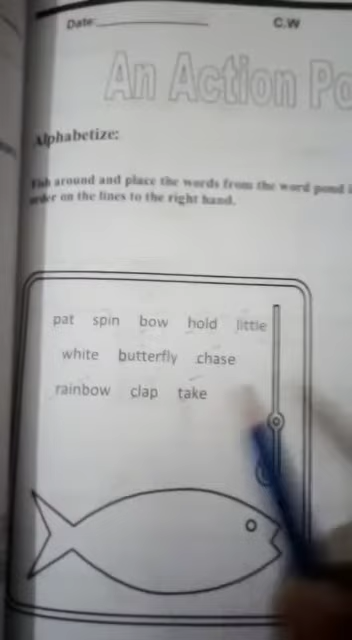 Date:
C.W
An Action Po
Alphabetize:
Fish around and place the words from the word pond
order on the lines to the right hand.
pat spin bow hold little
white butterfly chase
rainbow clap take